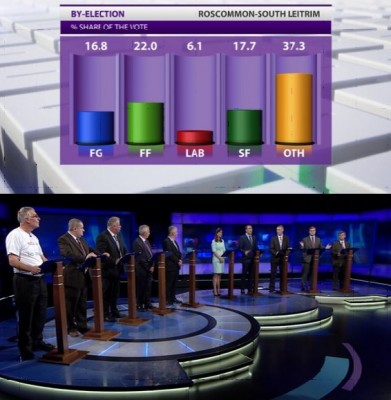 BY-ELECTION ROSCOMMON-SOUTH LEITRIM
% SHARE OF THE VOTE
16.8 22.0 6.1 17.7 37.3
FG FF LAB SF OTH